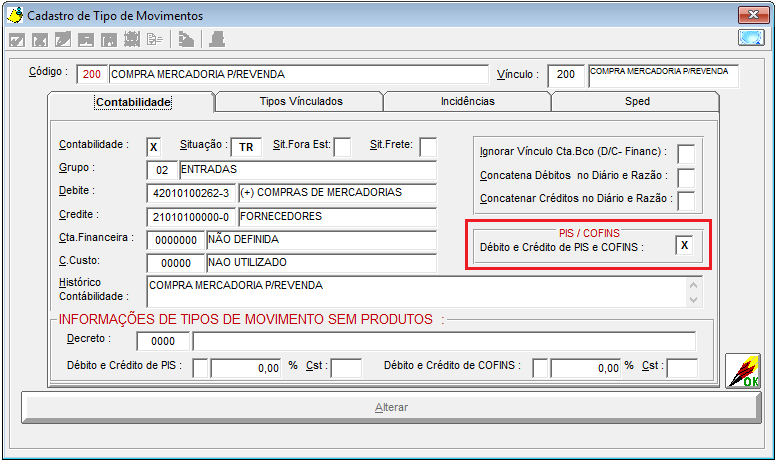 Cadastro de Tipo de Movimentos
Código : 200 COMPRA MERCADORIA P/REVENDA Vínculo : 200 COMPRA MERCADORIA P/REVENDA
Contabilidade Tipos Vínculados Incidências Sped
Contabilidade : X Situação : TR Sit.Fora Est: Sit.Frete:
Grupo : 02 ENTRADAS
Debite : 42010100262-3 (+) COMPRAS DE MERCADORIAS
Credite : 21010100000-0 FORNECEDORES
Cta.Financeira : 0000000 NÃO DEFINIDA
C.Custo: 00000 NAO UTILIZADO
Histórico
Contábilidade : COMPRA MERCADORIA P/REVENDA
Ignorar Vínculo Cta.Bco (D/C- Financ) :
Concatena Débitos no Diário e Razão :
Concatenar Créditos no Diário e Razão :
PIS / COFINS
Débito e Crédito de PIS e COFINS : X
INFORMAÇÕES DE TIPOS DE MOVIMENTO SEM PRODUTOS :
Decreto : 0000
Débito e Crédito de PIS : 0,00 % Cst : Débito e Crédito de COFINS : 0,00 % Cst :
OK
Alterar